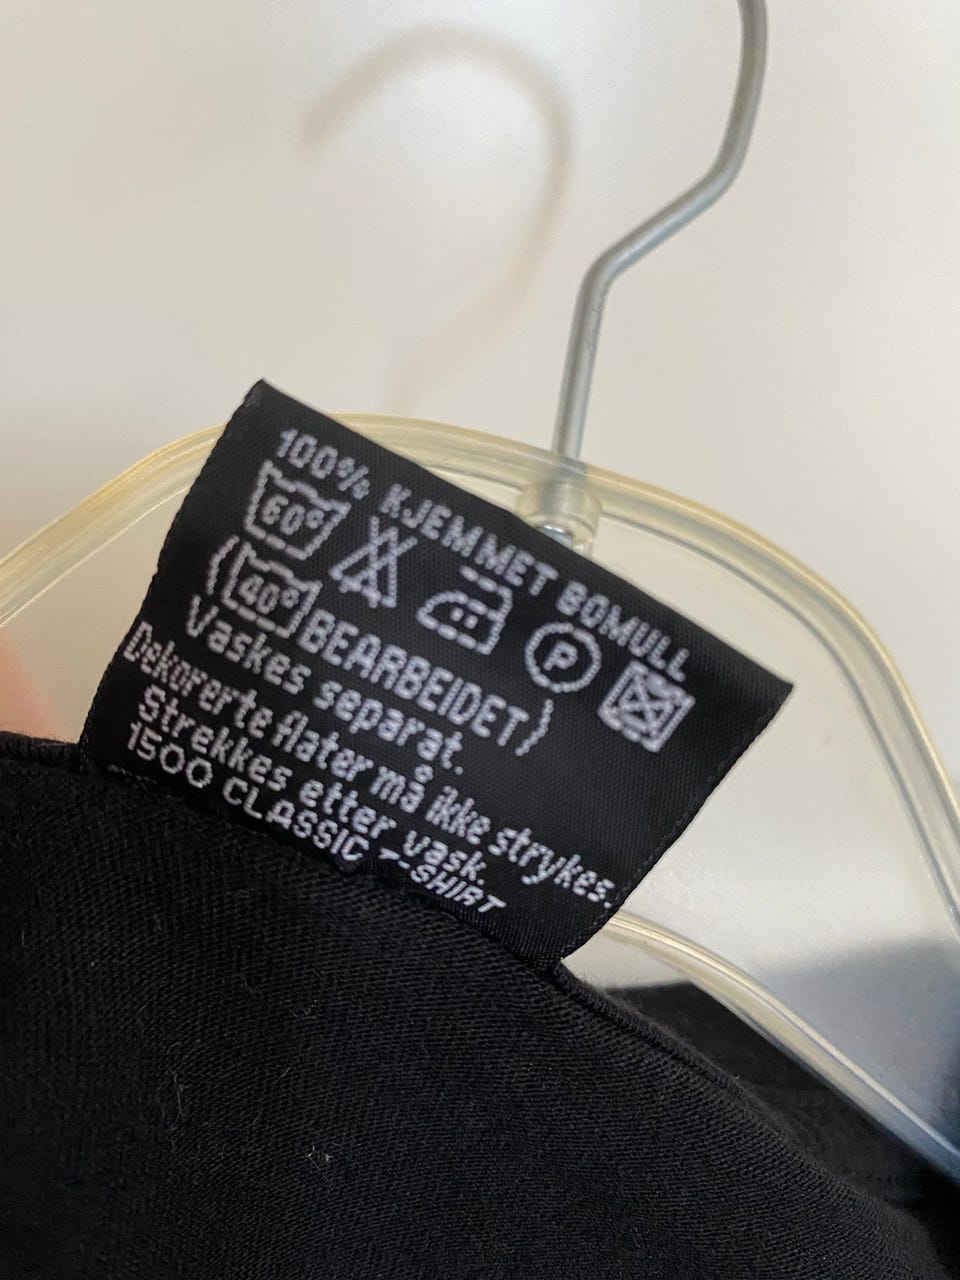 100% KJEMMET BOMULL
60° P
(40° BEARBEIDET)
Vaskes separat.
Dekorerte flater må ikke strykes.
Strekkes etter vask.
1500 CLASSIC T-SHIRT